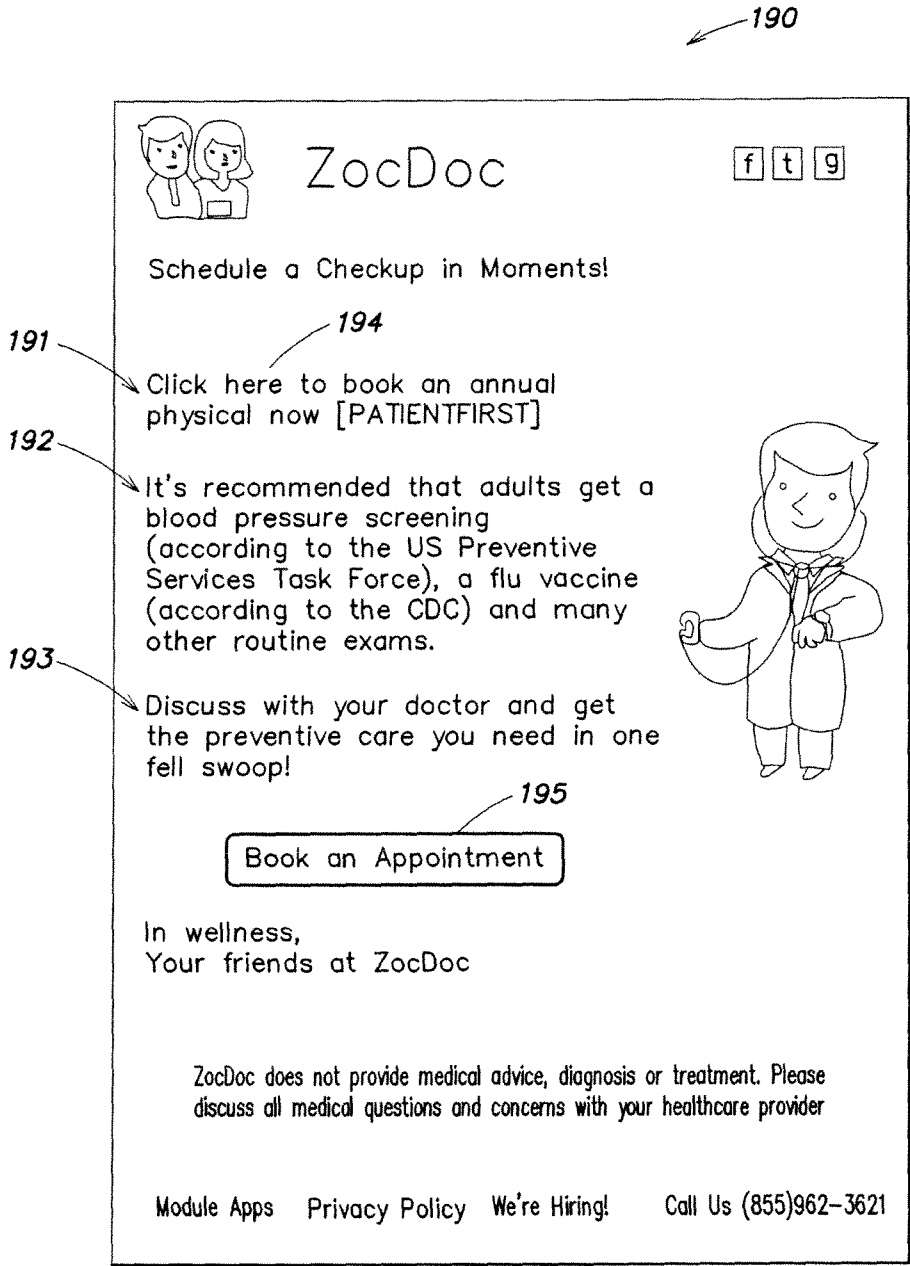 190
ZocDoc
f t g
Schedule a Checkup in Moments!
194
191
Click here to book an annual
physical now [PATIENTFIRST]
192
It's recommended that adults get a
blood pressure screening
(according to the US Preventive
Services Task Force), a flu vaccine
(according to the CDC) and many
other routine exams.
193
Discuss with your doctor and get
the preventive care you need in one
fell swoop!
195
Book an Appointment
In wellness,
Your friends at ZocDoc
ZocDoc does not provide medical advice, diagnosis or treatment. Please
discuss all medical questions and concerns with your healthcare provider
Module Apps Privacy Policy We're Hiring! Call Us (855)962-3621